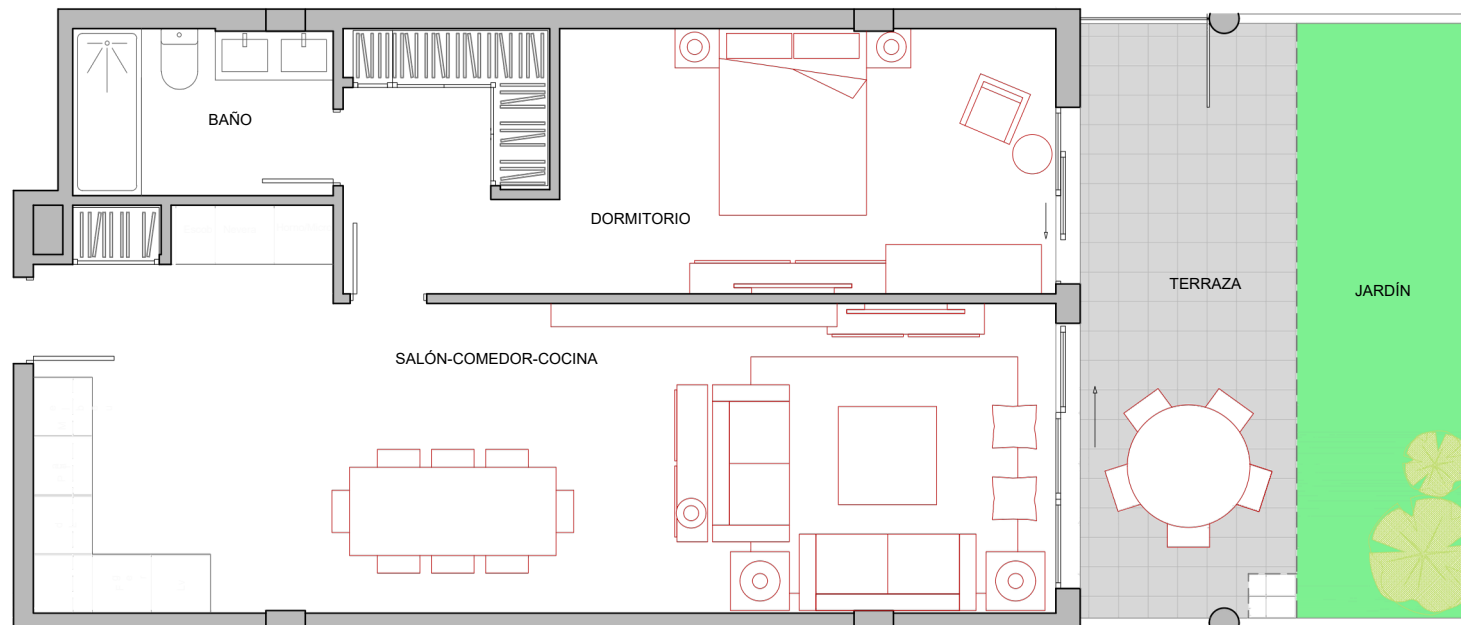 BAÑO
DORMITORIO
TERRAZA
JARDÍN
SALÓN-COMEDOR-COCINA